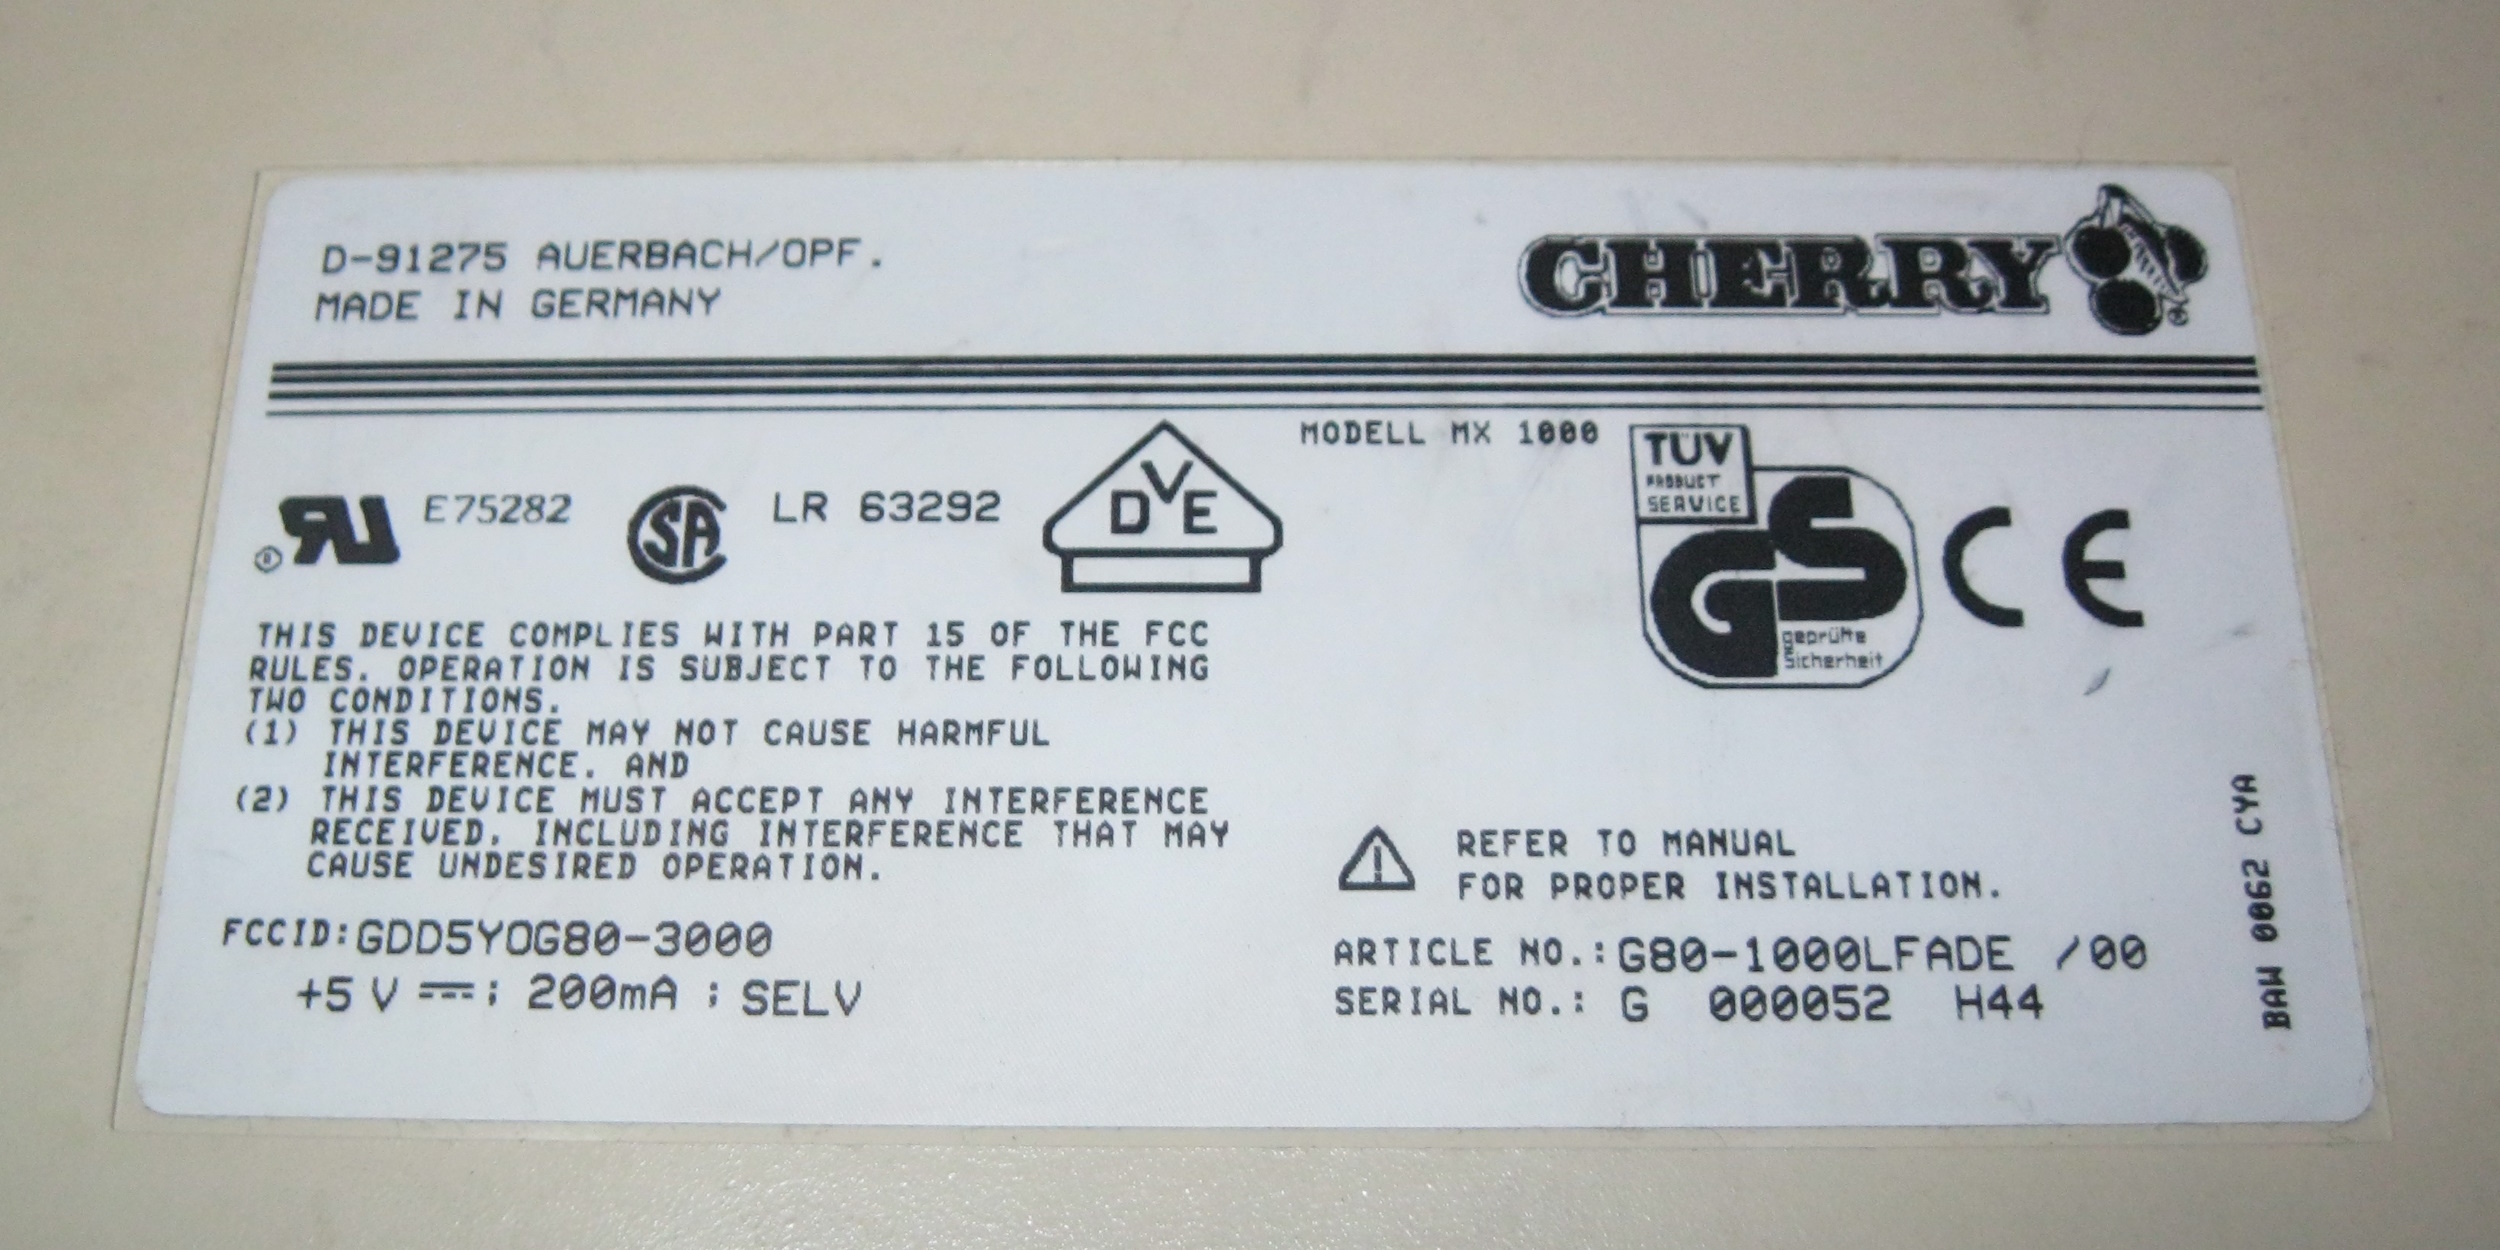 D-91275 AUERBACH/OPF.
MADE IN GERMANY
CHERRY ®
MODELL MX 1000
® RU E75282
SA LR 63292
DVE
TÜV
PRODUCT
SERVICE
GS
geprüfte
Sicherheit
CE
THIS DEVICE COMPLIES WITH PART 15 OF THE FCC
RULES. OPERATION IS SUBJECT TO THE FOLLOWING
TWO CONDITIONS.
(1) THIS DEVICE MAY NOT CAUSE HARMFUL
INTERFERENCE. AND
(2) THIS DEVICE MUST ACCEPT ANY INTERFERENCE
RECEIVED, INCLUDING INTERFERENCE THAT MAY
CAUSE UNDESIRED OPERATION.
FCCID:GDD5YOG80-3000
+5 V ⎓; 200mA ; SELV
REFER TO MANUAL
FOR PROPER INSTALLATION.
ARTICLE NO.:G80-1000LFADE /00
SERIAL NO.: G 000052 H44
BAW 0062 CYA